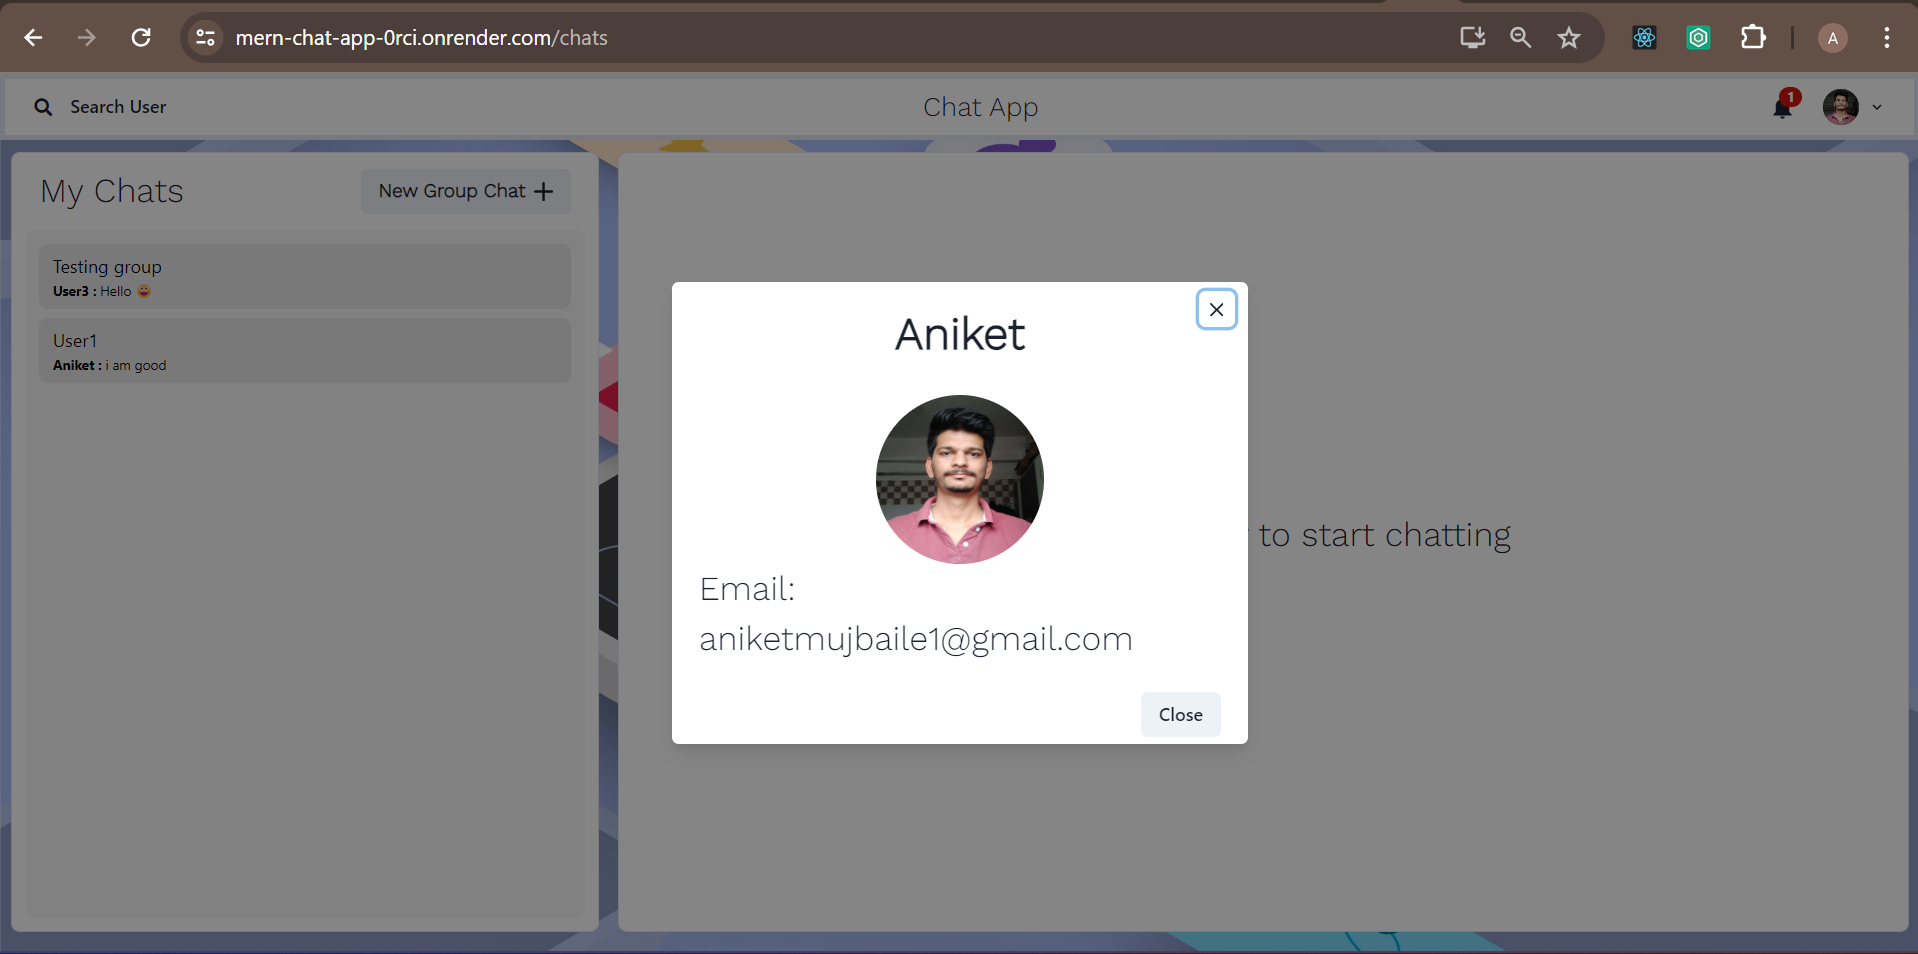 mern-chat-app-0rci.onrender.com/chats
A
Search User
Chat App
1
My Chats
New Group Chat
Testing group
User3 : Hello 😀
User1
Aniket : i am good
Aniket
to start chatting
Email:
aniketmujbaile1@gmail.com
Close